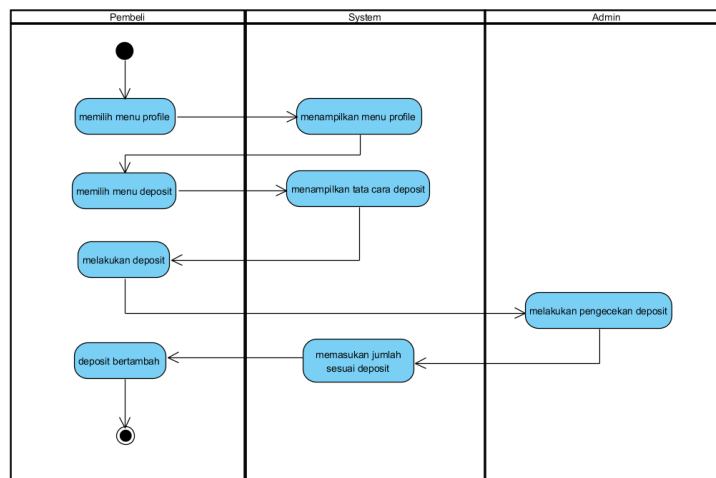 Pembeli
System
Admin
memilih menu profile
menampilkan menu profile
memilih menu deposit
menampilkan tata cara deposit
melakukan deposit
melakukan pengecekan deposit
deposit bertambah
memasukan jumlah
sesuai deposit